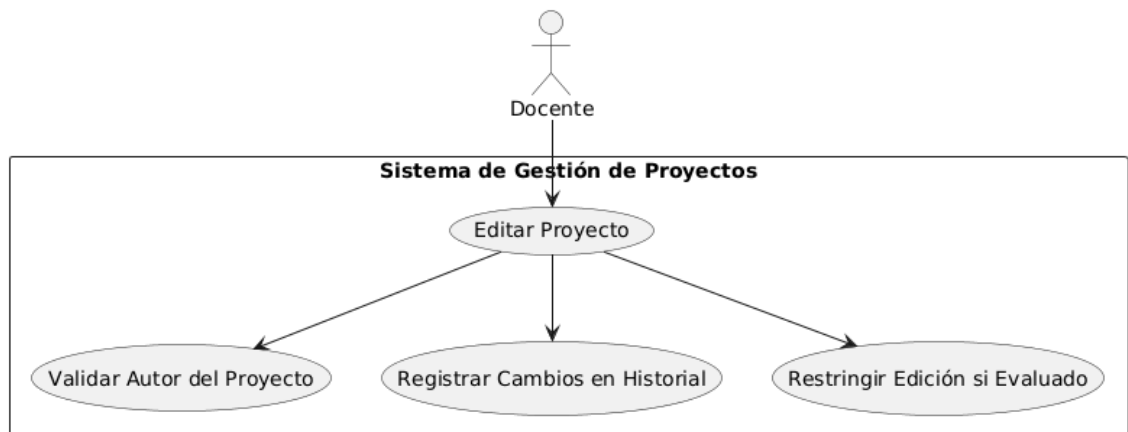 Docente
Sistema de Gestión de Proyectos
Editar Proyecto
Validar Autor del Proyecto
Registrar Cambios en Historial
Restringir Edición si Evaluado